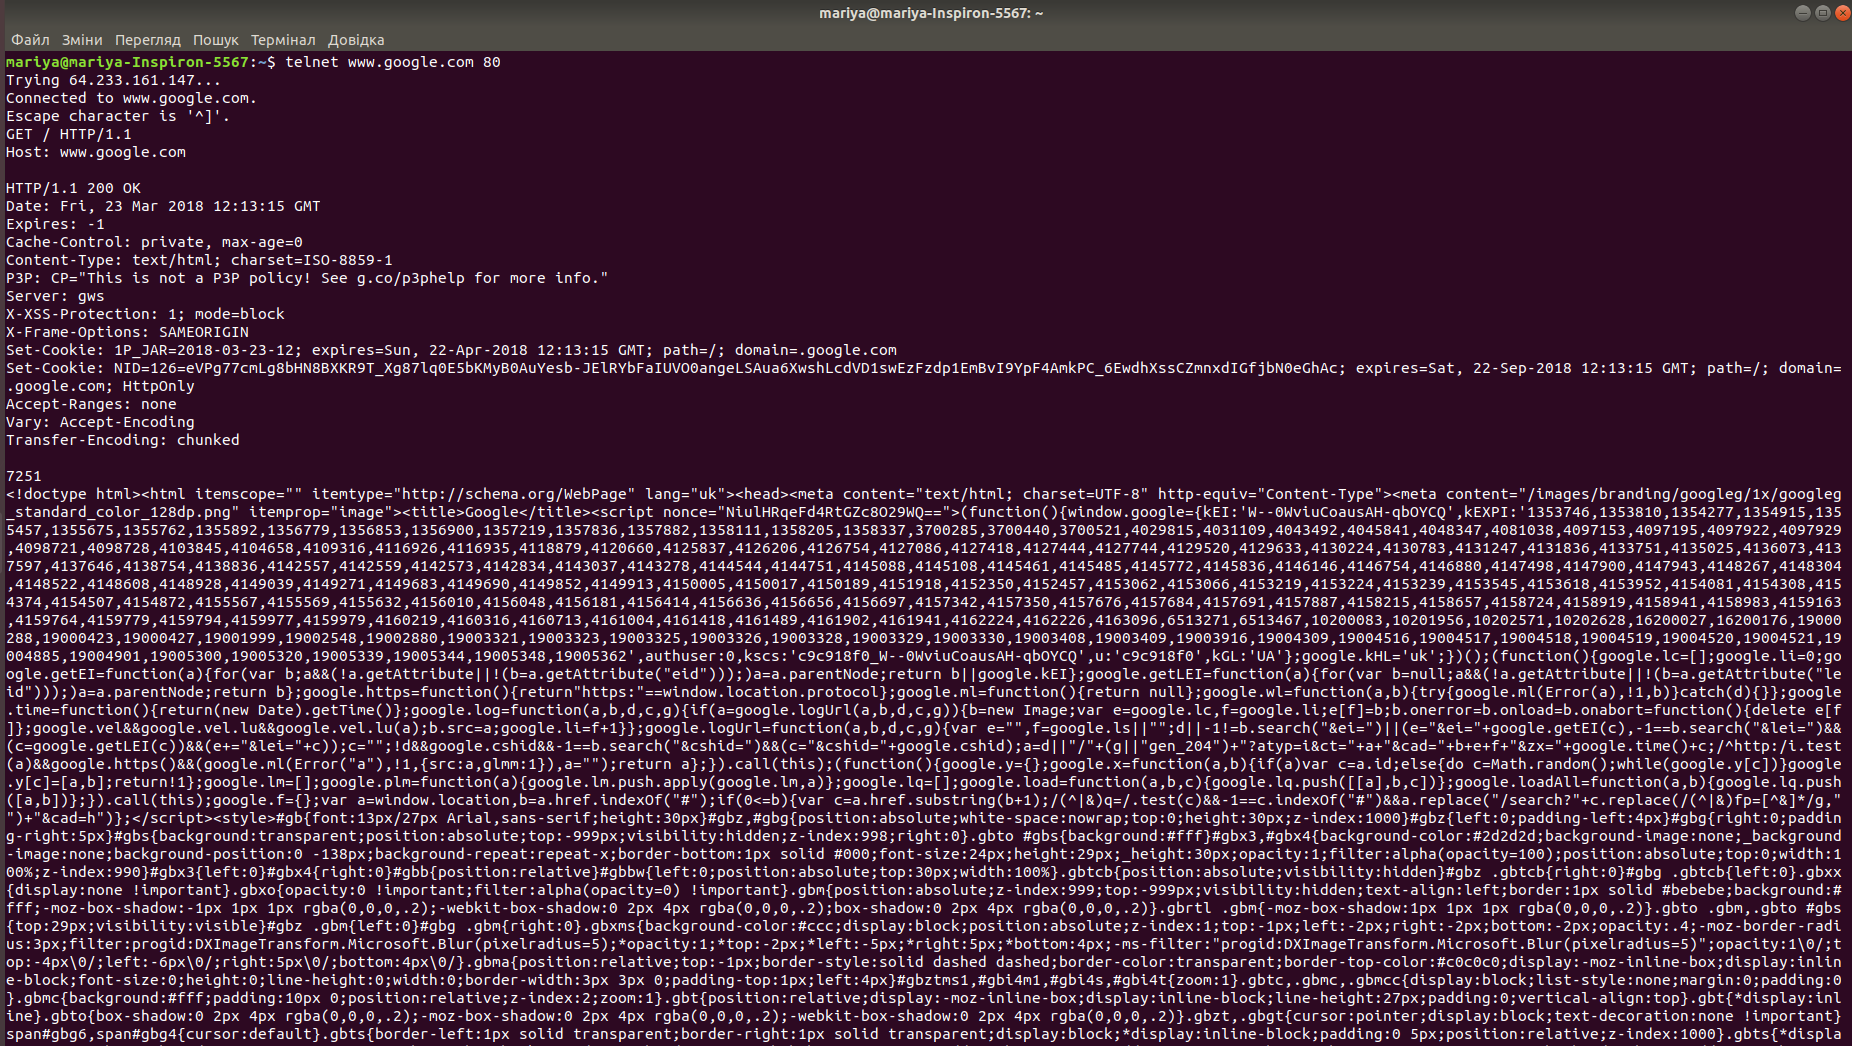 mariya@mariya-Inspiron-5567: ~
Файл Зміни Перегляд Пошук Термінал Довідка
mariya@mariya-Inspiron-5567:~$ telnet www.google.com 80
Trying 64.233.161.147...
Connected to www.google.com.
Escape character is '^]'.
GET / HTTP/1.1
Host: www.google.com
HTTP/1.1 200 OK
Date: Fri, 23 Mar 2018 12:13:15 GMT
Expires: -1
Cache-Control: private, max-age=0
Content-Type: text/html; charset=ISO-8859-1
P3P: CP="This is not a P3P policy! See g.co/p3phelp for more info."
Server: gws
X-XSS-Protection: 1; mode=block
X-Frame-Options: SAMEORIGIN
Set-Cookie: 1P_JAR=2018-03-23-12; expires=Sun, 22-Apr-2018 12:13:15 GMT; path=/; domain=.google.com
Set-Cookie: NID=126=eVPg77cmLg8bHN8BXKR9T_Xg87lq0E5bKMyB0AuYesb-JElRYbFaIUVO0angeLSAua6XwshLcdVD1swEzFzdp1EmBvI9YpF4AmkPC_6EwdhXssCZmnxdIGfjbN0eGhAc; expires=Sat, 22-Sep-2018 12:13:15 GMT; path=/; domain=
.google.com; HttpOnly
Accept-Ranges: none
Vary: Accept-Encoding
Transfer-Encoding: chunked
7251
<!doctype html><html itemscope="" itemtype="http://schema.org/WebPage" lang="uk"><head><meta content="text/html; charset=UTF-8" http-equiv="Content-Type"><meta content="/images/branding/googleg/1x/googleg
_standard_color_128dp.png" itemprop="image"><title>Google</title><script nonce="NiulHRqeFd4RtGZc8O29WQ==">(function(){window.google={kEI:'W--0WviuCoausAH-qbOYCQ',kEXPI:'1353746,1353810,1354277,1354915,135
5457,1355675,1355762,1355892,1356779,1356853,1356900,1357219,1357836,1357882,1358111,1358205,1358337,3700285,3700440,3700521,4029815,4031109,4043492,4045841,4048347,4081038,4097153,4097195,4097922,4097929
,4098721,4098728,4103845,4104658,4109316,4116926,4116935,4118879,4120660,4125837,4126206,4126754,4127086,4127418,4127444,4127744,4129520,4129633,4130224,4130783,4131247,4131836,4133751,4135025,4136073,413
7597,4137646,4138754,4138836,4142557,4142559,4142573,4142834,4143037,4143278,4144544,4144751,4145088,4145108,4145461,4145485,4145772,4145836,4146146,4146754,4146880,4147498,4147900,4147943,4148267,4148304
,4148522,4148608,4148928,4149039,4149271,4149683,4149690,4149852,4149913,4150005,4150017,4150189,4151918,4152350,4152457,4153062,4153066,4153219,4153224,4153239,4153545,4153618,4153952,4154081,4154308,415
4374,4154507,4154872,4155567,4155569,4155632,4156010,4156048,4156181,4156414,4156636,4156656,4156697,4157342,4157350,4157676,4157684,4157691,4157887,4158215,4158657,4158724,4158919,4158941,4158983,4159163
,4159764,4159779,4159794,4159977,4159979,4160219,4160316,4160713,4161004,4161418,4161489,4161902,4161941,4162224,4162226,4163096,6513271,6513467,10200083,10201956,10202571,10202628,16200027,16200176,19000
288,19000423,19000427,19001999,19002548,19002880,19003321,19003323,19003325,19003326,19003328,19003329,19003330,19003408,19003409,19003916,19004309,19004516,19004517,19004518,19004519,19004520,19004521,19
004885,19004901,19005300,19005320,19005339,19005344,19005348,19005362',authuser:0,kscs:'c9c918f0_W--0WviuCoausAH-qbOYCQ',u:'c9c918f0',kGL:'UA'};google.kHL='uk';})();(function(){google.lc=[];google.li=0;go
ogle.getEI=function(a){for(var b;a&&(!a.getAttribute||!(b=a.getAttribute("eid")));)a=a.parentNode;return b||google.kEI};google.getLEI=function(a){for(var b=null;a&&(!a.getAttribute||!(b=a.getAttribute("le
id")));)a=a.parentNode;return b};google.https=function(){return"https:"==window.location.protocol};google.ml=function(){return null};google.wl=function(a,b){try{google.ml(Error(a),!1,b)}catch(d){}};google
.time=function(){return(new Date).getTime()};google.log=function(a,b,d,c,g){if(a=google.logUrl(a,b,d,c,g)){b=new Image;var e=google.lc,f=google.li;e[f]=b;b.onerror=b.onload=b.onabort=function(){delete e[f
]};google.vel&&google.vel.lu&&google.vel.lu(a);b.src=a;google.li=f+1}};google.logUrl=function(a,b,d,c,g){var e="",f=google.ls||"";d||-1!=b.search("&ei=")||(e="&ei="+google.getEI(c),-1==b.search("&lei=")&&
(c=google.getLEI(c))&&(e+="&lei="+c));c="";!d&&google.cshid&&-1==b.search("&cshid=")&&(c="&cshid="+google.cshid);a=d||"/"+(g||"gen_204")+"?atyp=i&ct="+a+"&cad="+b+e+f+"&zx="+google.time()+c;/^http:/i.test
(a)&&google.https()&&(google.ml(Error("a"),!1,{src:a,glmm:1}),a="");return a};}).call(this);(function(){google.y={};google.x=function(a,b){if(a)var c=a.id;else{do c=Math.random();while(google.y[c])}google
.y[c]=[a,b];return!1};google.lm=[];google.plm=function(a){google.lm.push.apply(google.lm,a)};google.lq=[];google.load=function(a,b,c){google.lq.push([[a],b,c])};google.loadAll=function(a,b){google.lq.push
([a,b])};}).call(this);google.f={};var a=window.location,b=a.href.indexOf("#");if(0<=b){var c=a.href.substring(b+1);/(^|&)q=/.test(c)&&-1==c.indexOf("#")&&a.replace("/search?"+c.replace(/(^|&)fp=[^&]*/g,"
")+"&cad=h")};</script><style>#gb{font:13px/27px Arial,sans-serif;height:30px}#gbz,#gbg{position:absolute;white-space:nowrap;top:0;height:30px;z-index:1000}#gbz{left:0;padding-left:4px}#gbg{right:0;paddin
g-right:5px}#gbs{background:transparent;position:absolute;top:-999px;visibility:hidden;z-index:998;right:0}.gbto #gbs{background:#fff}#gbx3,#gbx4{background-color:#2d2d2d;background-image:none;_background
-image:none;background-position:0 -138px;background-repeat:repeat-x;border-bottom:1px solid #000;font-size:24px;height:29px;_height:30px;opacity:1;filter:alpha(opacity=100);position:absolute;top:0;width:1
00%;z-index:990}#gbx3{left:0}#gbx4{right:0}#gbb{position:relative}#gbbw{left:0;position:absolute;top:30px;width:100%}.gbtcb{position:absolute;visibility:hidden}#gbz .gbtcb{right:0}#gbg .gbtcb{left:0}.gbxx
{display:none !important}.gbxo{opacity:0 !important;filter:alpha(opacity=0) !important}.gbm{position:absolute;z-index:999;top:-999px;visibility:hidden;text-align:left;border:1px solid #bebebe;background:#
fff;-moz-box-shadow:-1px 1px 1px rgba(0,0,0,.2);-webkit-box-shadow:0 2px 4px rgba(0,0,0,.2);box-shadow:0 2px 4px rgba(0,0,0,.2)}.gbrtl .gbm{-moz-box-shadow:1px 1px 1px rgba(0,0,0,.2)}.gbto .gbm,.gbto #gbs
{top:29px;visibility:visible}#gbz .gbm{left:0}#gbg .gbm{right:0}.gbxms{background-color:#ccc;display:block;position:absolute;z-index:1;top:-1px;left:-2px;right:-2px;bottom:-2px;opacity:.4;-moz-border-radi
us:3px;filter:progid:DXImageTransform.Microsoft.Blur(pixelradius=5);*opacity:1;*top:-2px;*left:-5px;*right:5px;*bottom:4px;-ms-filter:"progid:DXImageTransform.Microsoft.Blur(pixelradius=5)";opacity:1\0/;t
op:-4px\0/;left:-6px\0/;right:5px\0/;bottom:4px\0/}.gbma{position:relative;top:-1px;border-style:solid dashed dashed;border-color:transparent;border-top-color:#c0c0c0;display:-moz-inline-box;display:inlin
e-block;font-size:0;height:0;line-height:0;width:0;border-width:3px 3px 0;padding-top:1px;left:4px}#gbztms1,#gbi4m1,#gbi4s,#gbi4t{zoom:1}.gbtc,.gbmc,.gbmcc{display:block;list-style:none;margin:0;padding:0
}.gbmc{background:#fff;padding:10px 0;position:relative;z-index:2;zoom:1}.gbt{position:relative;display:-moz-inline-box;display:inline-block;line-height:27px;padding:0;vertical-align:top}.gbt{*display:inl
ine}.gbto{box-shadow:0 2px 4px rgba(0,0,0,.2);-moz-box-shadow:0 2px 4px rgba(0,0,0,.2);-webkit-box-shadow:0 2px 4px rgba(0,0,0,.2)}.gbzt,.gbgt{cursor:pointer;display:block;text-decoration:none !important}
span#gbg6,span#gbg4{cursor:default}.gbts{border-left:1px solid transparent;border-right:1px solid transparent;display:block;*display:inline-block;padding:0 5px;position:relative;z-index:1000}.gbts{*displa